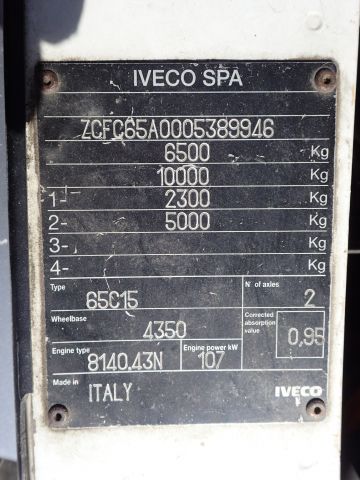 IVECO SPA
ZCFC65A0005389946
6500 Kg
10000 Kg
1- 2300 Kg
2- 5000 Kg
3- Kg
4- Kg
Type N° of axles
65C15 2
Wheelbase Corrected absorption value
4350 0,95
Engine type Engine power kW
8140.43N 107
Made in
ITALY IVECO